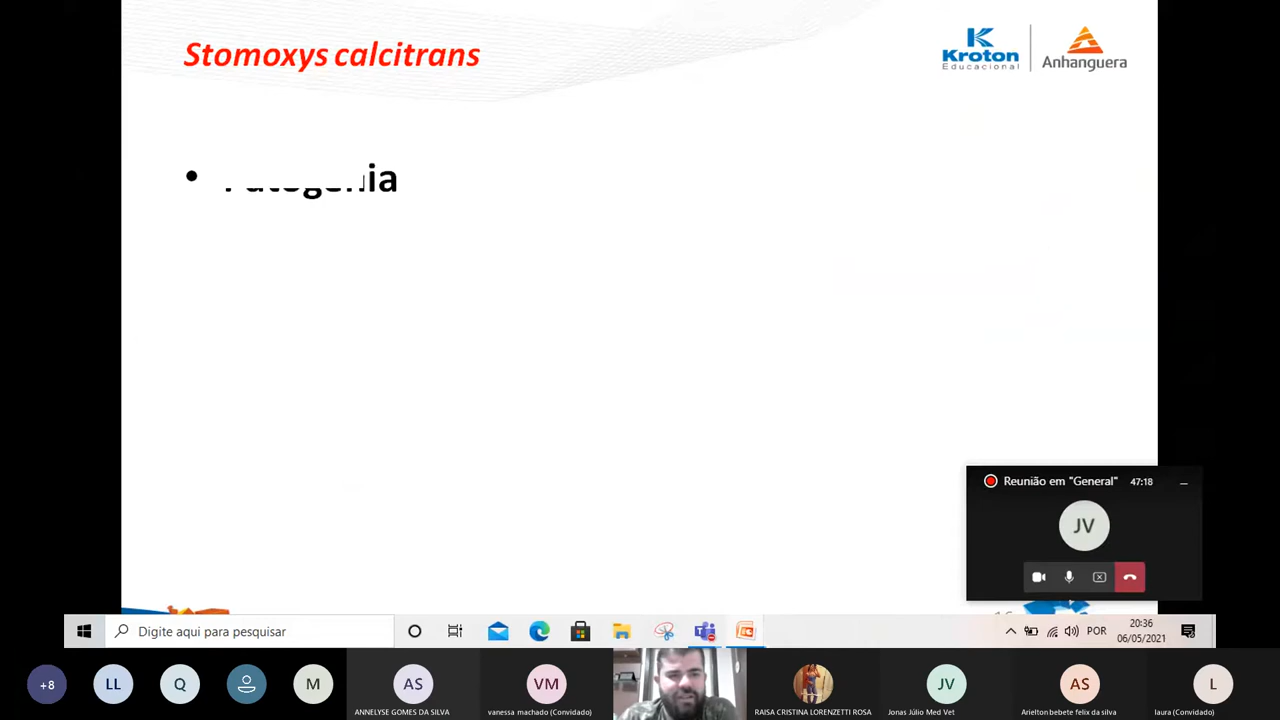 Stomoxys calcitrans
Kroton
Educacional
Anhanguera
• Patogenia
Reunião em "General" 47:18
JV
Digite aqui para pesquisar
POR
20:36
06/05/2021
+8
LL
Q
M
AS
ANNELYSE GOMES DA SILVA
VM
vanessa machado (Convidado)
RAISA CRISTINA LORENZETTI ROSA
JV
Jonas Júlio Med Vet
AS
Arielton bebete felix da silva
L
laura (Convidado)